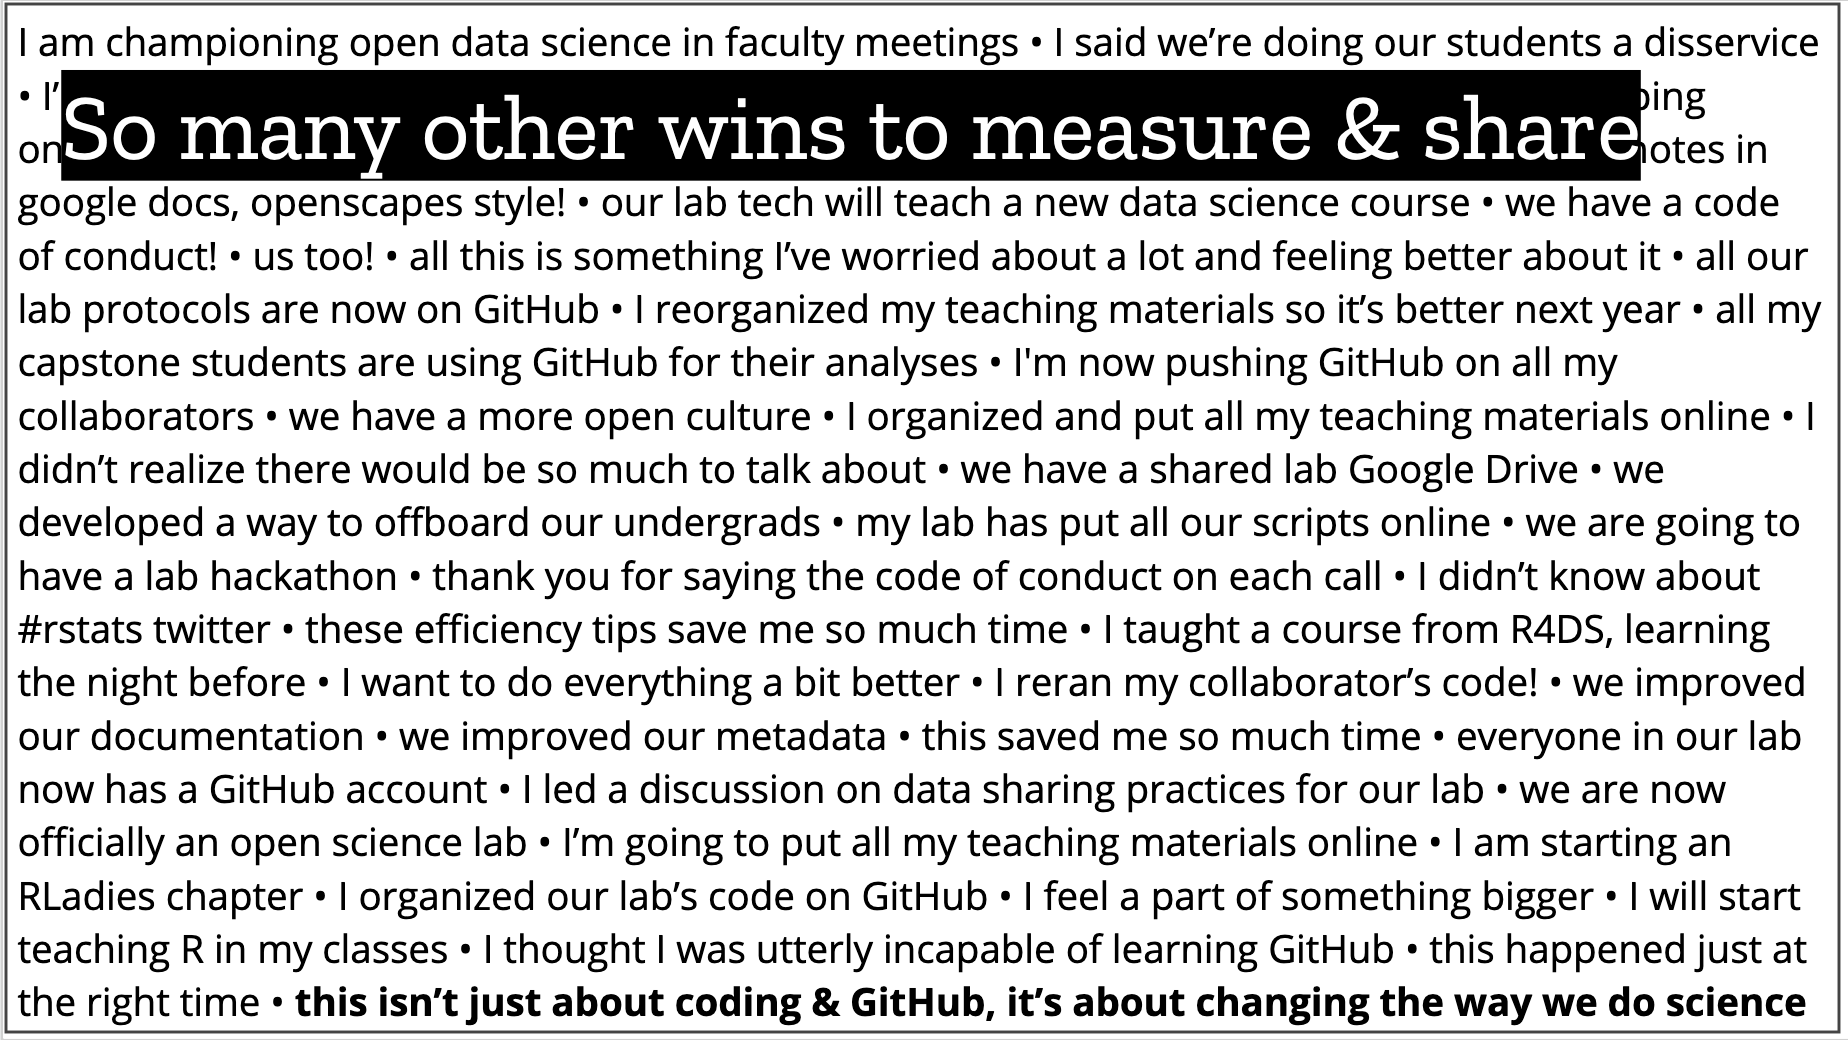 I am championing open data science in faculty meetings • I said we’re doing our students a disservice
• I’
So many other wins to measure & share
on
notes in
google docs, openscapes style! • our lab tech will teach a new data science course • we have a code
of conduct! • us too! • all this is something I’ve worried about a lot and feeling better about it • all our
lab protocols are now on GitHub • I reorganized my teaching materials so it’s better next year • all my
capstone students are using GitHub for their analyses • I'm now pushing GitHub on all my
collaborators • we have a more open culture • I organized and put all my teaching materials online • I
didn’t realize there would be so much to talk about • we have a shared lab Google Drive • we
developed a way to offboard our undergrads • my lab has put all our scripts online • we are going to
have a lab hackathon • thank you for saying the code of conduct on each call • I didn’t know about
#rstats twitter • these efficiency tips save me so much time • I taught a course from R4DS, learning
the night before • I want to do everything a bit better • I reran my collaborator’s code! • we improved
our documentation • we improved our metadata • this saved me so much time • everyone in our lab
now has a GitHub account • I led a discussion on data sharing practices for our lab • we are now
officially an open science lab • I’m going to put all my teaching materials online • I am starting an
RLadies chapter • I organized our lab’s code on GitHub • I feel a part of something bigger • I will start
teaching R in my classes • I thought I was utterly incapable of learning GitHub • this happened just at
the right time • this isn’t just about coding & GitHub, it’s about changing the way we do science